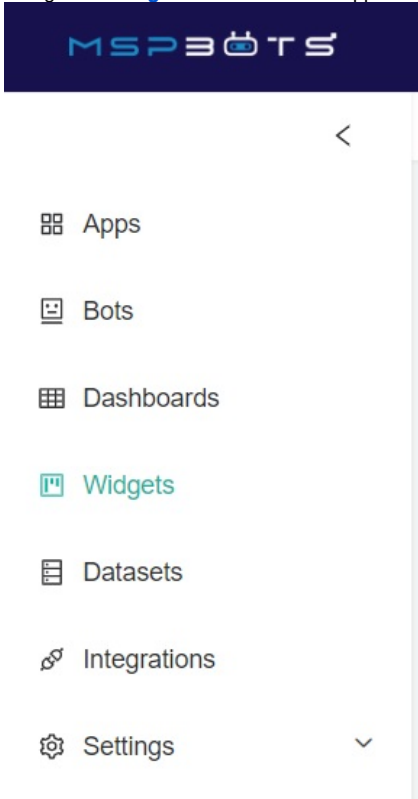 MSPBOTS
Apps
Bots
Dashboards
Widgets
Datasets
Integrations
Settings